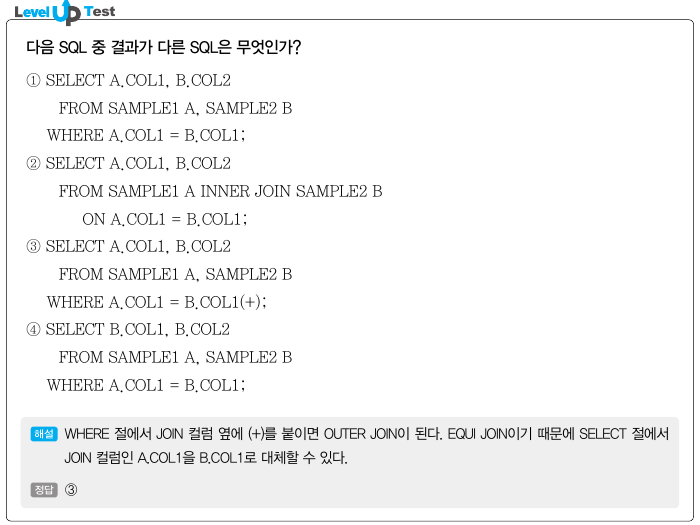 Level Up Test
다음 SQL 중 결과가 다른 SQL은 무엇인가?
① SELECT A.COL1, B.COL2
FROM SAMPLE1 A, SAMPLE2 B
WHERE A.COL1 = B.COL1;
② SELECT A.COL1, B.COL2
FROM SAMPLE1 A INNER JOIN SAMPLE2 B
ON A.COL1 = B.COL1;
③ SELECT A.COL1, B.COL2
FROM SAMPLE1 A, SAMPLE2 B
WHERE A.COL1 = B.COL1(+);
④ SELECT B.COL1, B.COL2
FROM SAMPLE1 A, SAMPLE2 B
WHERE A.COL1 = B.COL1;
해설 WHERE 절에서 JOIN 컬럼 옆에 (+)를 붙이면 OUTER JOIN이 된다. EQUI JOIN이기 때문에 SELECT 절에서
JOIN 컬럼인 A.COL1을 B.COL1로 대체할 수 있다.
정답 ③